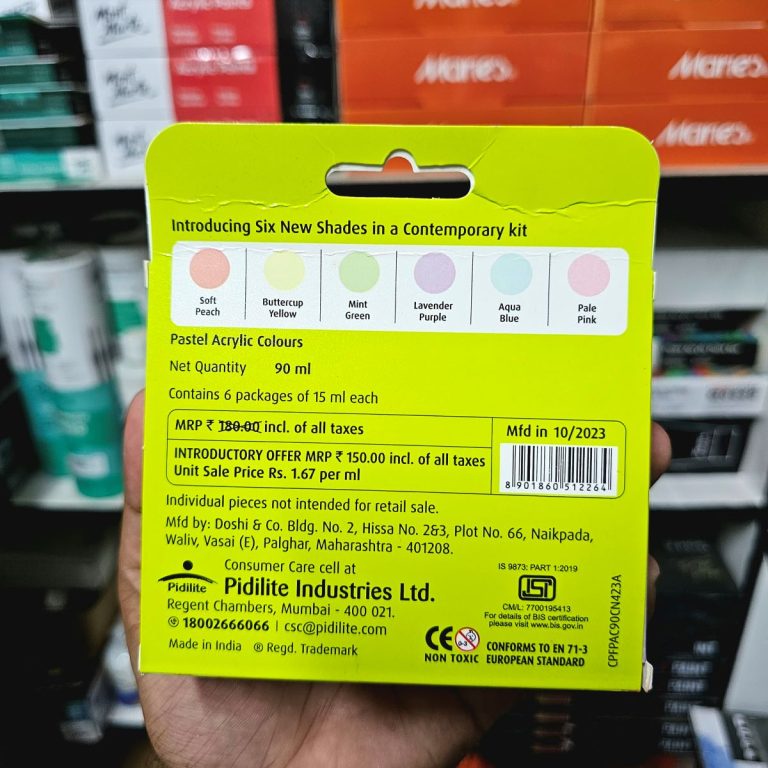 Mont Marte
Acrylic
Marie's
Marie's
Marie's
Marie's
Introducing Six New Shades in a Contemporary kit
Soft Peach
Buttercup Yellow
Mint Green
Lavender Purple
Aqua Blue
Pale Pink
Pastel Acrylic Colours
Net Quantity 90 ml
Contains 6 packages of 15 ml each
MRP ₹ 180.00 incl. of all taxes
INTRODUCTORY OFFER MRP ₹ 150.00 incl. of all taxes
Unit Sale Price Rs. 1.67 per ml
Mfd in 10/2023
8 901860 512264
Individual pieces not intended for retail sale.
Mfd by: Doshi & Co. Bldg. No. 2, Hissa No. 2&3, Plot No. 66, Naikpada,
Waliv, Vasai (E), Palghar, Maharashtra - 401208.
Pidilite
Consumer Care cell at
Pidilite Industries Ltd.
Regent Chambers, Mumbai - 400 021.
18002666066 | csc@pidilite.com
Made in India ® Regd. Trademark
IS 9873: PART 1:2019
ISI
CM/L: 7700195413
For details of BIS certification
please visit www.bis.gov.in
CE 0-3
NON TOXIC
CONFORMS TO EN 71-3
EUROPEAN STANDARD
CPFPAC90CN423A